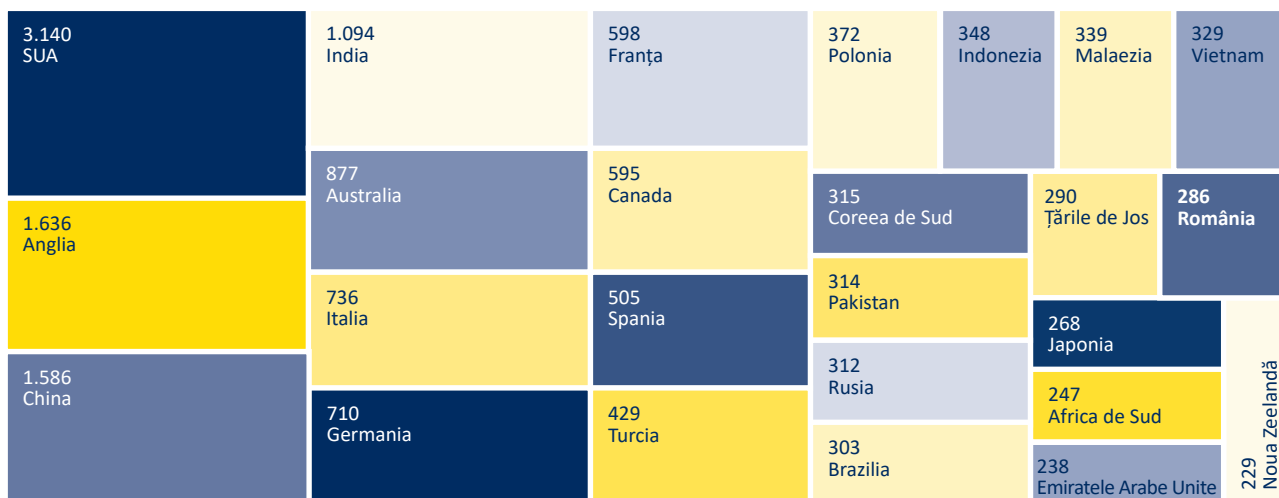 3.140
SUA
1.636
Anglia
1.586
China
1.094
India
877
Australia
736
Italia
710
Germania
598
Franța
595
Canada
505
Spania
429
Turcia
372
Polonia
348
Indonezia
339
Malaezia
329
Vietnam
315
Coreea de Sud
314
Pakistan
312
Rusia
303
Brazilia
290
Țările de Jos
286
România
268
Japonia
247
Africa de Sud
238
Emiratele Arabe Unite
229
Noua Zeelandă